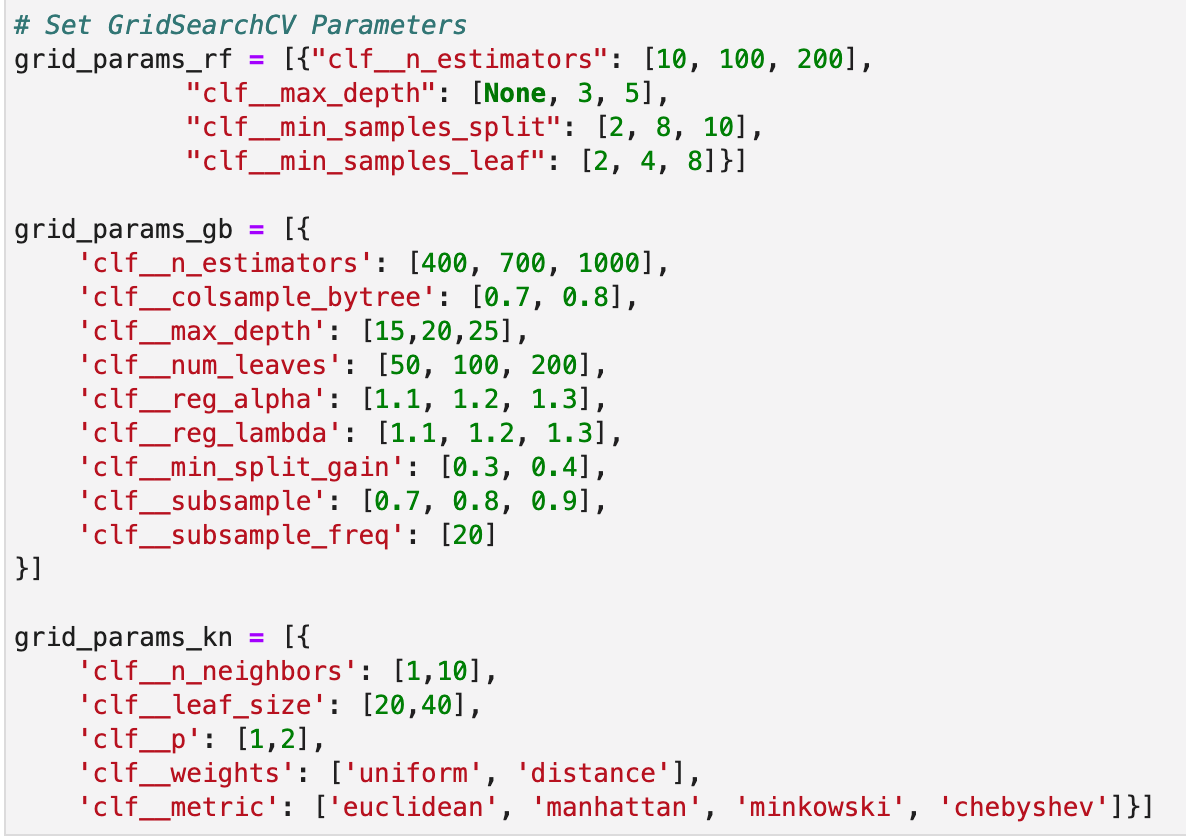 # Set GridSearchCV Parameters
grid_params_rf = [{"clf__n_estimators": [10, 100, 200],
           "clf__max_depth": [None, 3, 5],
           "clf__min_samples_split": [2, 8, 10],
           "clf__min_samples_leaf": [2, 4, 8]}]

grid_params_gb = [{
    'clf__n_estimators': [400, 700, 1000],
    'clf__colsample_bytree': [0.7, 0.8],
    'clf__max_depth': [15,20,25],
    'clf__num_leaves': [50, 100, 200],
    'clf__reg_alpha': [1.1, 1.2, 1.3],
    'clf__reg_lambda': [1.1, 1.2, 1.3],
    'clf__min_split_gain': [0.3, 0.4],
    'clf__subsample': [0.7, 0.8, 0.9],
    'clf__subsample_freq': [20]
}]

grid_params_kn = [{
    'clf__n_neighbors': [1,10],
    'clf__leaf_size': [20,40],
    'clf__p': [1,2],
    'clf__weights': ['uniform', 'distance'],
    'clf__metric': ['euclidean', 'manhattan', 'minkowski', 'chebyshev']}]